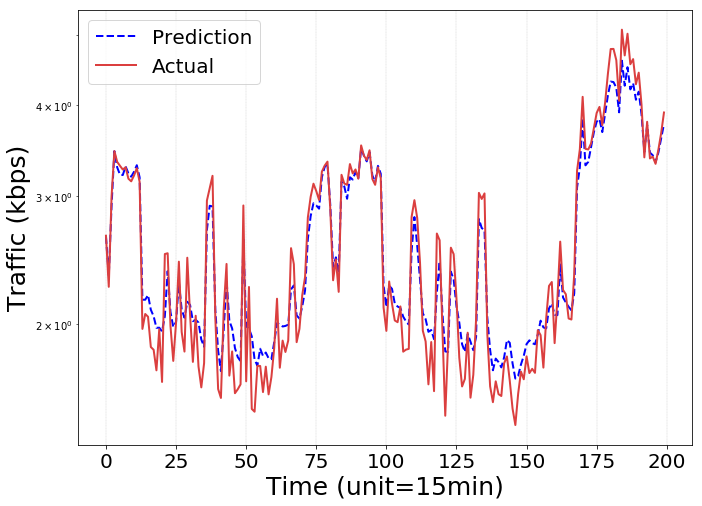 Prediction
Actual
Traffic (kbps)
4 × 10⁰
3 × 10⁰
2 × 10⁰
0 25 50 75 100 125 150 175 200
Time (unit=15min)